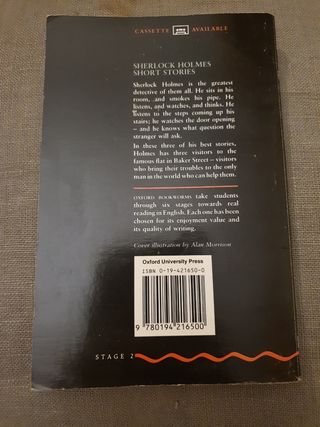 CASSETTE AVAILABLE
SHERLOCK HOLMES
SHORT STORIES
Sherlock Holmes is the greatest
detective of them all. He sits in his
room, and smokes his pipe. He
listens, and watches, and thinks. He
listens to the steps coming up his
stairs; he watches the door opening
– and he knows what question the
stranger will ask.
In these three of his best stories,
Holmes has three visitors to the
famous flat in Baker Street – visitors
who bring their troubles to the only
man in the world who can help them.
OXFORD BOOKWORMS take students
through six stages towards real
reading in English. Each one has been
chosen for its enjoyment value and
its quality of writing.
Cover illustration by Alan Morrison
Oxford University Press
ISBN 0-19-421650-0
9 780194 216500
STAGE 2